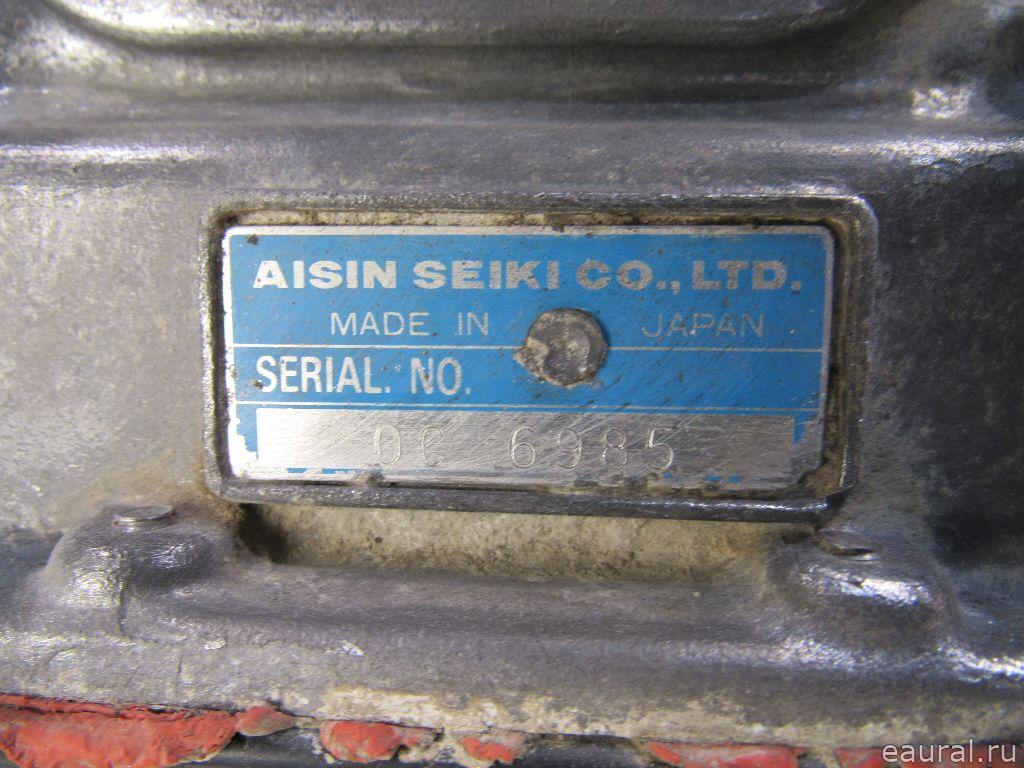 AISIN SEIKI CO., LTD.
MADE IN JAPAN
SERIAL. NO.
0C 6985
eaural.ru